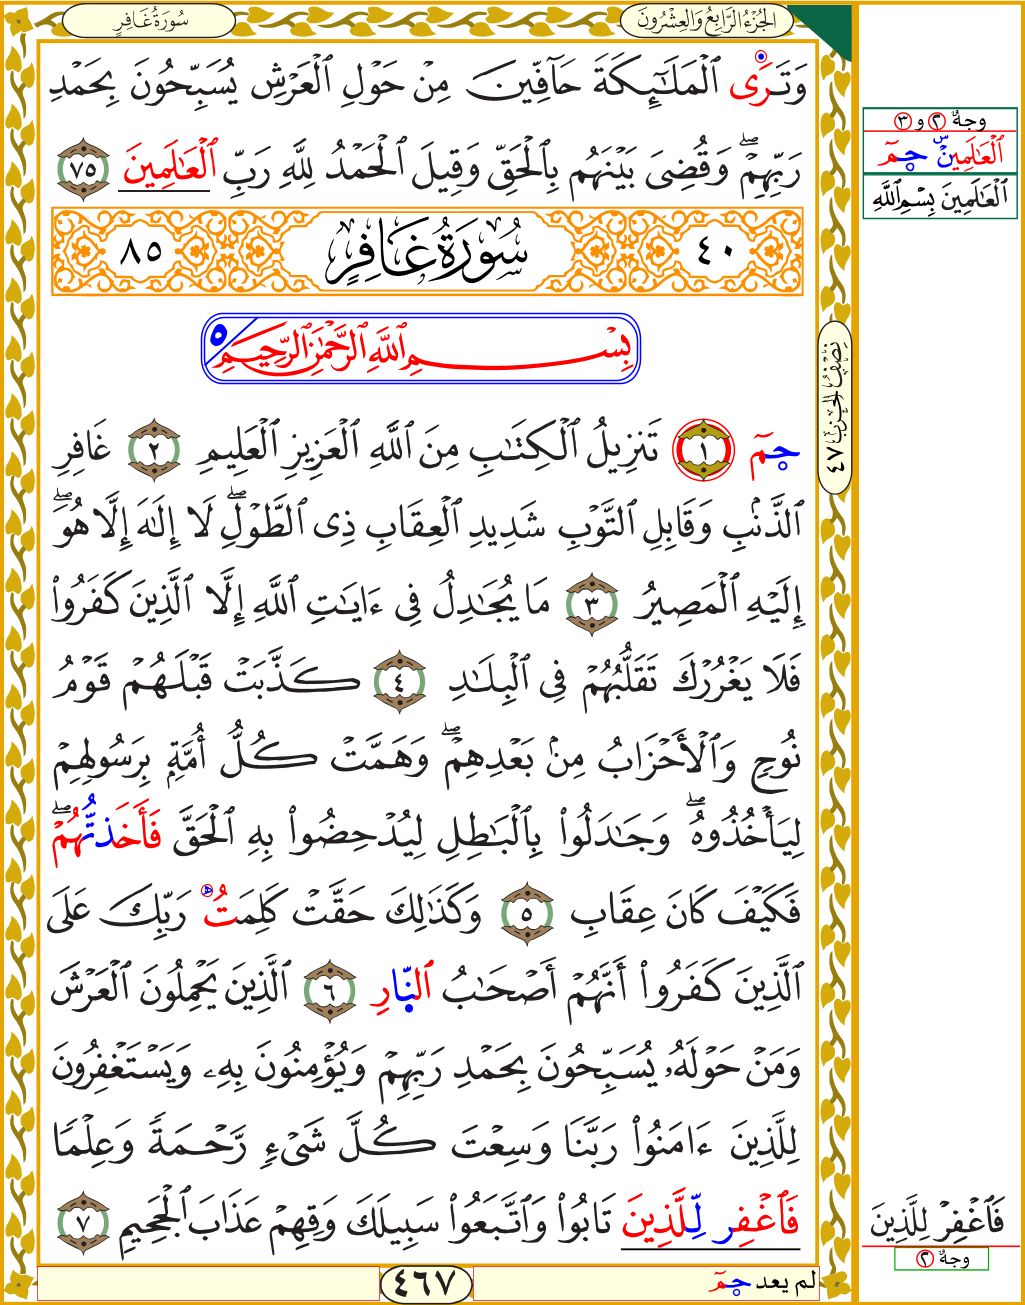 سُورَةُ غَافِرٍ
الجُزْءُ الرَّابِعُ وَالعِشْرُونَ
وَتَرَى ٱلْمَلَٰٓئِكَةَ حَآفِّينَ مِنْ حَوْلِ ٱلْعَرْشِ يُسَبِّحُونَ بِحَمْدِ
رَبِّهِمْۖ وَقُضِىَ بَيْنَهُم بِٱلْحَقِّ وَقِيلَ ٱلْحَمْدُ لِلَّهِ رَبِّ ٱلْعَٰلَمِينَ ٧٥
٤٠ سُورَةُ غَافِرٍ ٨٥
بِسْمِ ٱللَّهِ ٱلرَّحْمَٰنِ ٱلرَّحِيمِ ٥
حٓمٓ ١ تَنزِيلُ ٱلْكِتَٰبِ مِنَ ٱللَّهِ ٱلْعَزِيزِ ٱلْعَلِيمِ ٢ غَافِرِ
ٱلذَّنۢبِ وَقَابِلِ ٱلتَّوْبِ شَدِيدِ ٱلْعِقَابِ ذِى ٱلطَّوْلِۖ لَا إِلَٰهَ إِلَّا هُوَۖ
إِلَيْهِ ٱلْمَصِيرُ ٣ مَا يُجَٰدِلُ فِى ءَايَٰتِ ٱللَّهِ إِلَّا ٱلَّذِينَ كَفَرُوا۟
فَلَا يَغْرُرْكَ تَقَلُّبُهُمْ فِى ٱلْبِلَٰدِ ٤ كَذَّبَتْ قَبْلَهُمْ قَوْمُ
نُوحٍ وَٱلْأَحْزَابُ مِنۢ بَعْدِهِمْۖ وَهَمَّتْ كُلُّ أُمَّةٍۭ بِرَسُولِهِمْ
لِيَأْخُذُوهُۖ وَجَٰدَلُوا۟ بِٱلْبَٰطِلِ لِيُدْحِضُوا۟ بِهِ ٱلْحَقَّ فَأَخَذتُّهُمْۖ
فَكَيْفَ كَانَ عِقَابِ ٥ وَكَذَٰلِكَ حَقَّتْ كَلِمَتُ رَبِّكَ عَلَى
ٱلَّذِينَ كَفَرُوا۟ أَنَّهُمْ أَصْحَٰبُ ٱلنَّارِ ٦ ٱلَّذِينَ يَحْمِلُونَ ٱلْعَرْشَ
وَمَنْ حَوْلَهُۥ يُسَبِّحُونَ بِحَمْدِ رَبِّهِمْ وَيُؤْمِنُونَ بِهِۦ وَيَسْتَغْفِرُونَ
لِلَّذِينَ ءَامَنُوا۟ رَبَّنَا وَسِعْتَ كُلَّ شَىْءٍ رَّحْمَةً وَعِلْمًا
فَٱغْفِر لِّلَّذِينَ تَابُوا۟ وَٱتَّبَعُوا۟ سَبِيلَكَ وَقِهِمْ عَذَابَ ٱلْجَحِيمِ ٧
٤٦٧
لم يعد حٓمٓ
نِصْفُ الحِزْبِ ٤٧
وجهٌ ٢ و ٣
ٱلْعَٰلَمِينَ ۜ حٓمٓ
ٱلْعَٰلَمِينَ بِسْمِ ٱللَّهِ
فَٱغْفِرْ لِلَّذِينَ
وجهٌ ٢